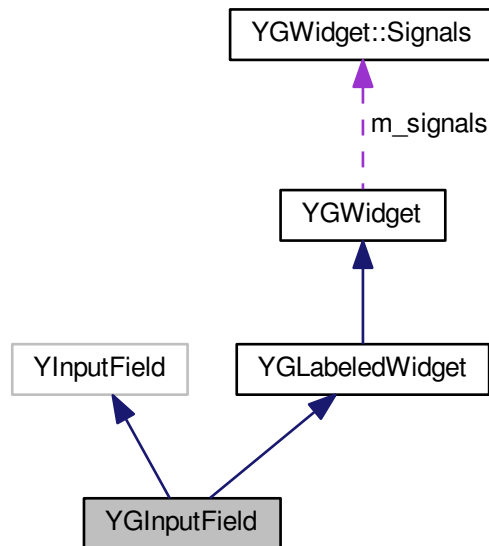 YGWidget::Signals
m_signals
YGWidget
YInputField
YGLabeledWidget
YGInputField